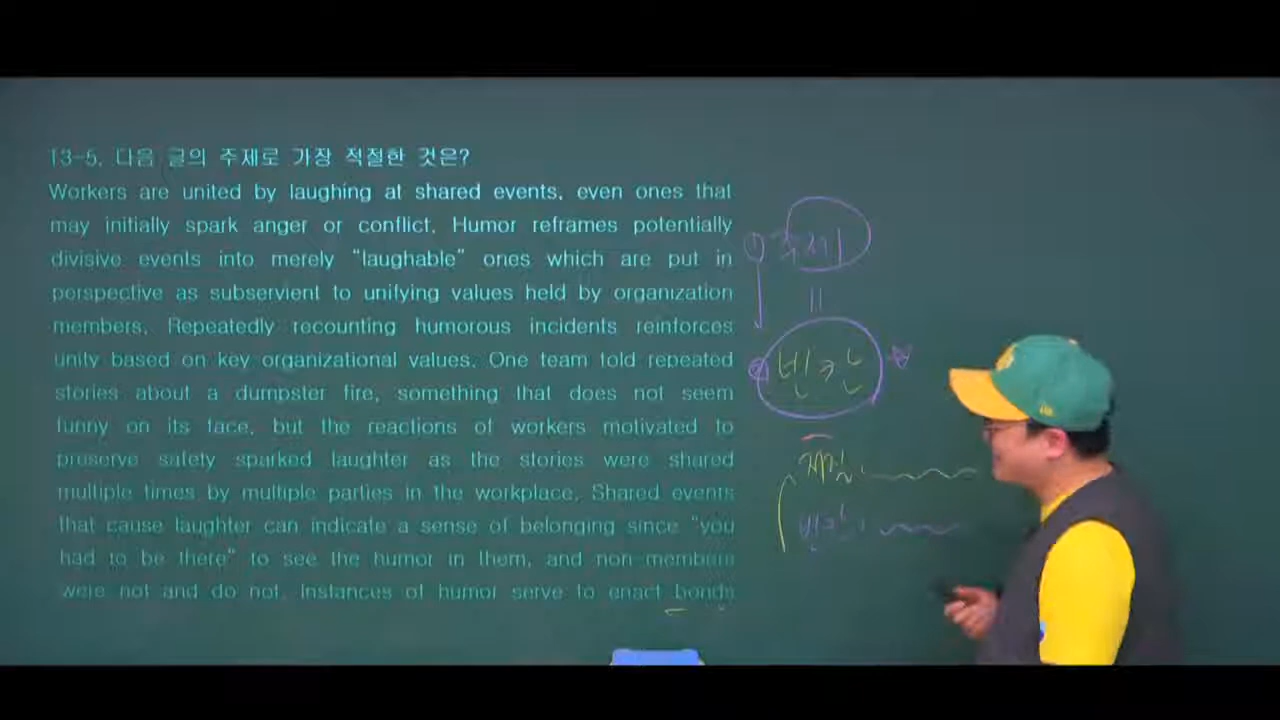 13-5. 다음 글의 주제로 가장 적절한 것은?
Workers are united by laughing at shared events, even ones that
may initially spark anger or conflict. Humor reframes potentially
divisive events into merely “laughable” ones which are put in
perspective as subservient to unifying values held by organization
members. Repeatedly recounting humorous incidents reinforces
unity based on key organizational values. One team told repeated
stories about a dumpster fire, something that does not seem
funny on its face, but the reactions of workers motivated to
preserve safety sparked laughter as the stories were shared
multiple times by multiple parties in the workplace. Shared events
that cause laughter can indicate a sense of belonging since “you
had to be there” to see the humor in them, and non-members
were not and do not. Instances of humor serve to enact bonds
① 주제
②